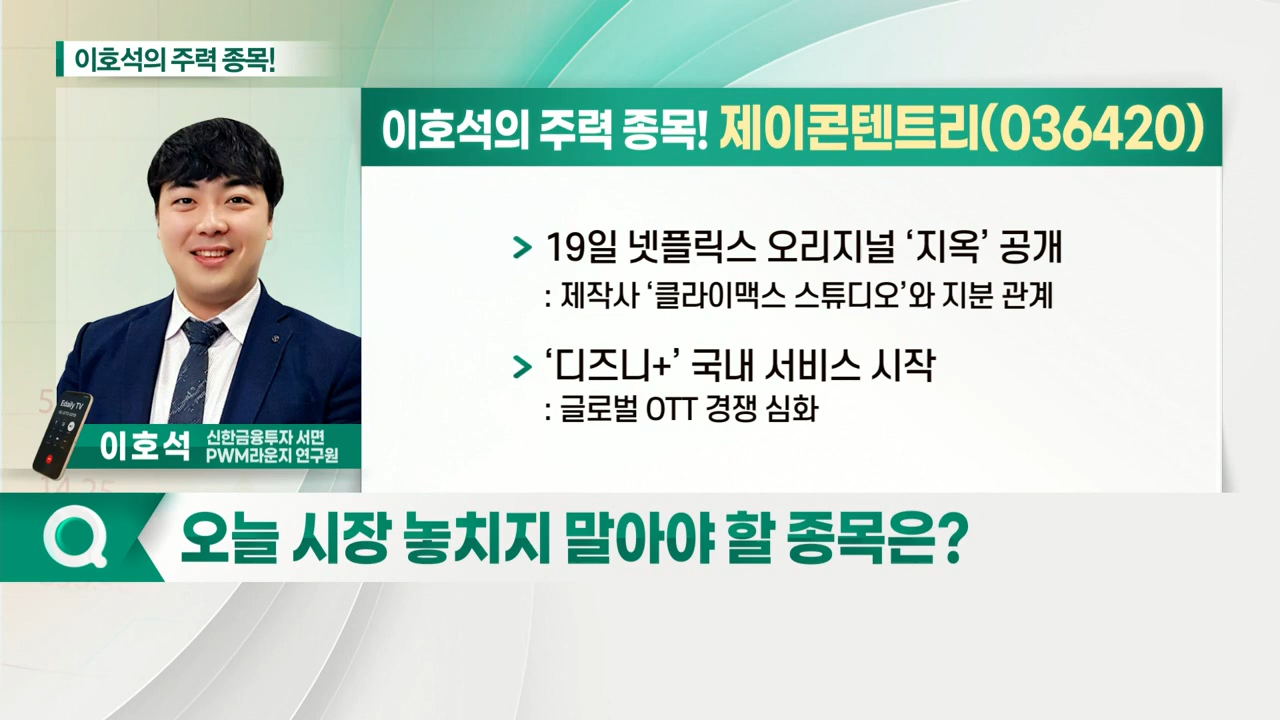 이호석의 주력 종목!
이호석의 주력 종목! 제이콘텐트리(036420)
> 19일 넷플릭스 오리지널 ‘지옥’ 공개
: 제작사 ‘클라이맥스 스튜디오’와 지분 관계
> ‘디즈니+’ 국내 서비스 시작
: 글로벌 OTT 경쟁 심화
Edaily TV
이호석
신한금융투자 서면
PWM라운지 연구원
오늘 시장 놓치지 말아야 할 종목은?